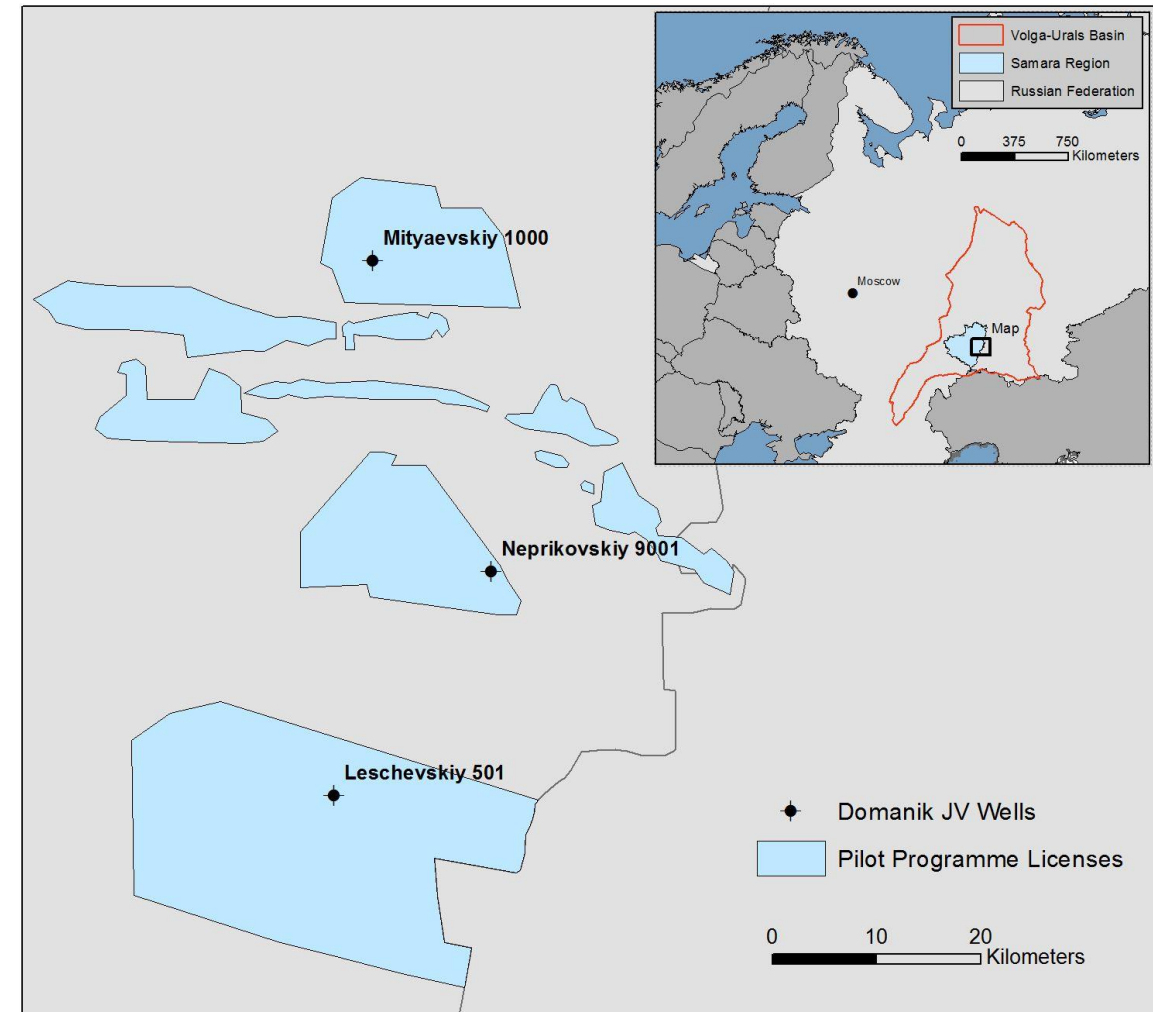 Volga-Urals Basin
Samara Region
Russian Federation
0 375 750
Kilometers
Moscow
Map
Mityaevskiy 1000
Neprikovskiy 9001
Leschevskiy 501
Domanik JV Wells
Pilot Programme Licenses
0 10 20
Kilometers